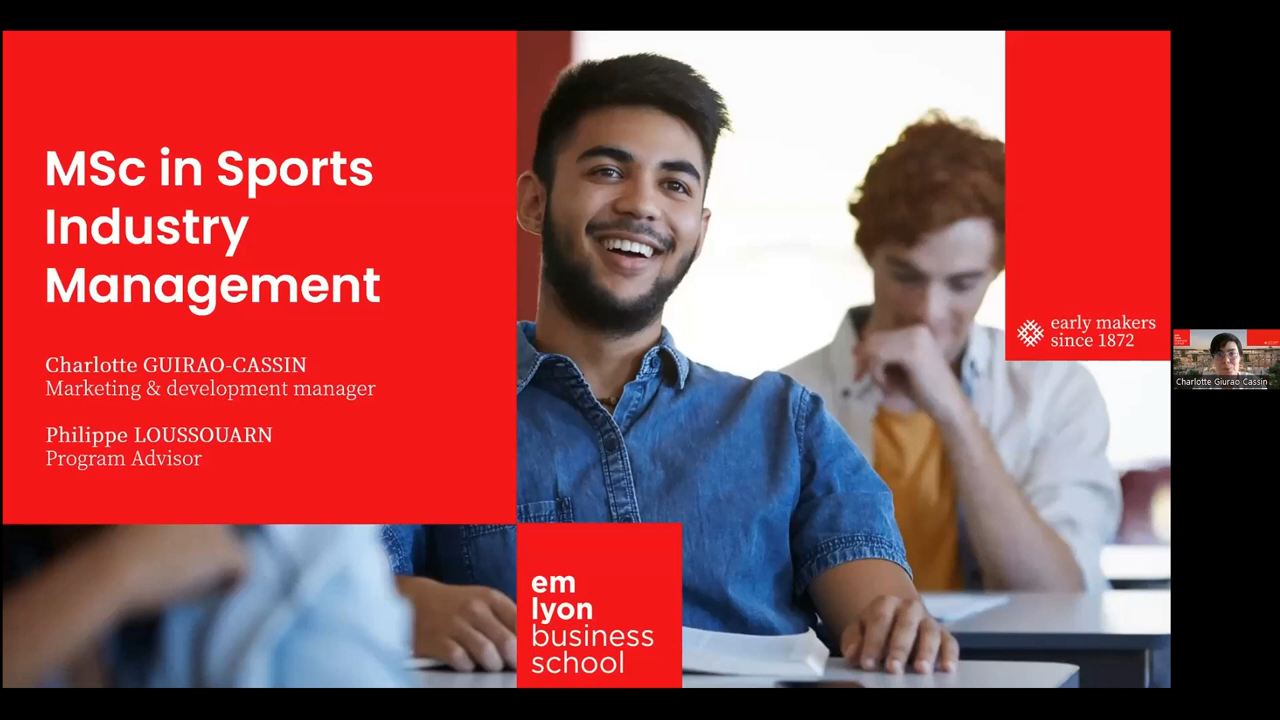 MSc in Sports
Industry
Management
Charlotte GUIRAO-CASSIN
Marketing & development manager
Philippe LOUSSOUARN
Program Advisor
early makers
since 1872
Charlotte Giurao Cassin
em
lyon
business
school